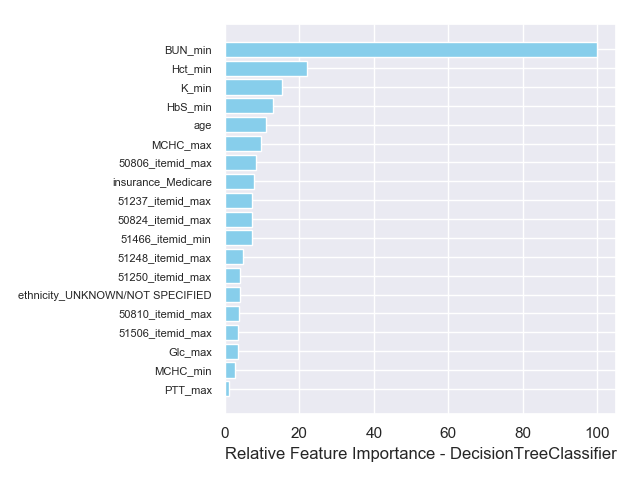 BUN_min
Hct_min
K_min
HbS_min
age
MCHC_max
50806_itemid_max
insurance_Medicare
51237_itemid_max
50824_itemid_max
51466_itemid_min
51248_itemid_max
51250_itemid_max
ethnicity_UNKNOWN/NOT SPECIFIED
50810_itemid_max
51506_itemid_max
Glc_max
MCHC_min
PTT_max
0 20 40 60 80 100
Relative Feature Importance - DecisionTreeClassifier